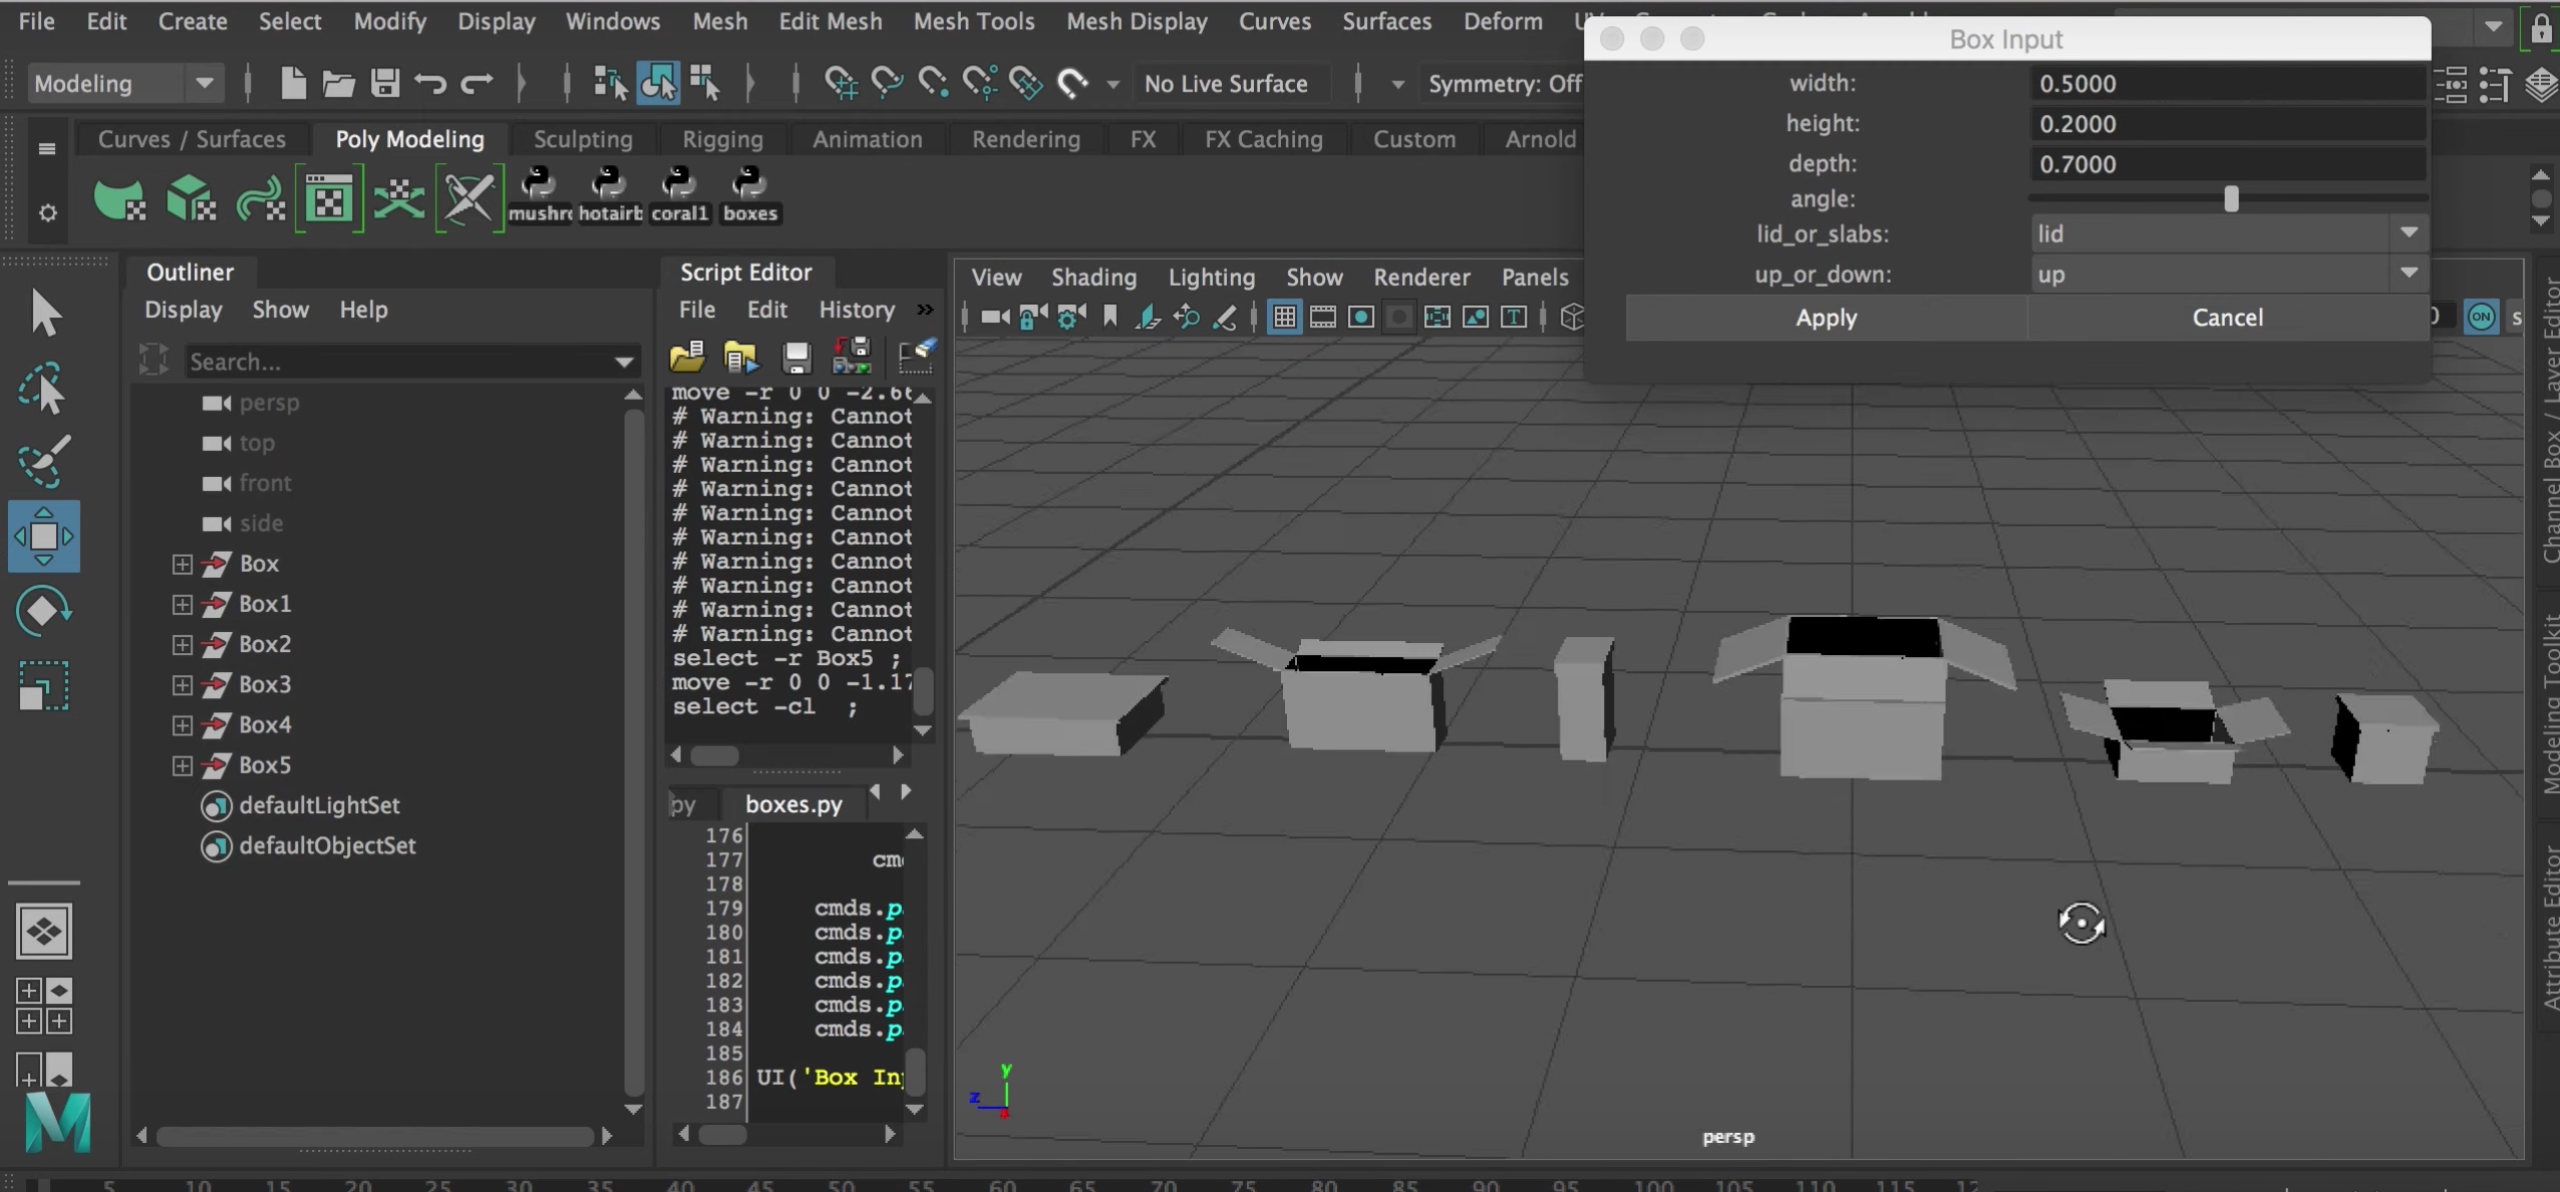 File Edit Create Select Modify Display Windows Mesh Edit Mesh Mesh Tools Mesh Display Curves Surfaces Deform
Box Input
Modeling No Live Surface Symmetry: Off
width: 0.5000
height: 0.2000
depth: 0.7000
angle:
lid_or_slabs: lid
up_or_down: up
Apply Cancel
Curves / Surfaces Poly Modeling Sculpting Rigging Animation Rendering FX FX Caching Custom Arnold
mushro hotairb coral1 boxes
Outliner
Display Show Help
Search...
persp
top
front
side
Box
Box1
Box2
Box3
Box4
Box5
defaultLightSet
defaultObjectSet
Script Editor
File Edit History »
move -r 0 0 -2.66
# Warning: Cannot
# Warning: Cannot
# Warning: Cannot
# Warning: Cannot
# Warning: Cannot
# Warning: Cannot
# Warning: Cannot
# Warning: Cannot
# Warning: Cannot
# Warning: Cannot
select -r Box5 ;
move -r 0 0 -1.17
select -cl ;
py boxes.py
176
177 cm
178
179 cmds.p
180 cmds.p
181 cmds.p
182 cmds.p
183 cmds.p
184 cmds.p
185
186 UI('Box In
187
View Shading Lighting Show Renderer Panels
ON
y
z
persp
Channel Box / Layer Editor
Modeling Toolkit
Attribute Editor
M
5 10 15 20 25 30 35 40 45 50 55 60 65 70 75 80 85 90 95 100 105 110 115